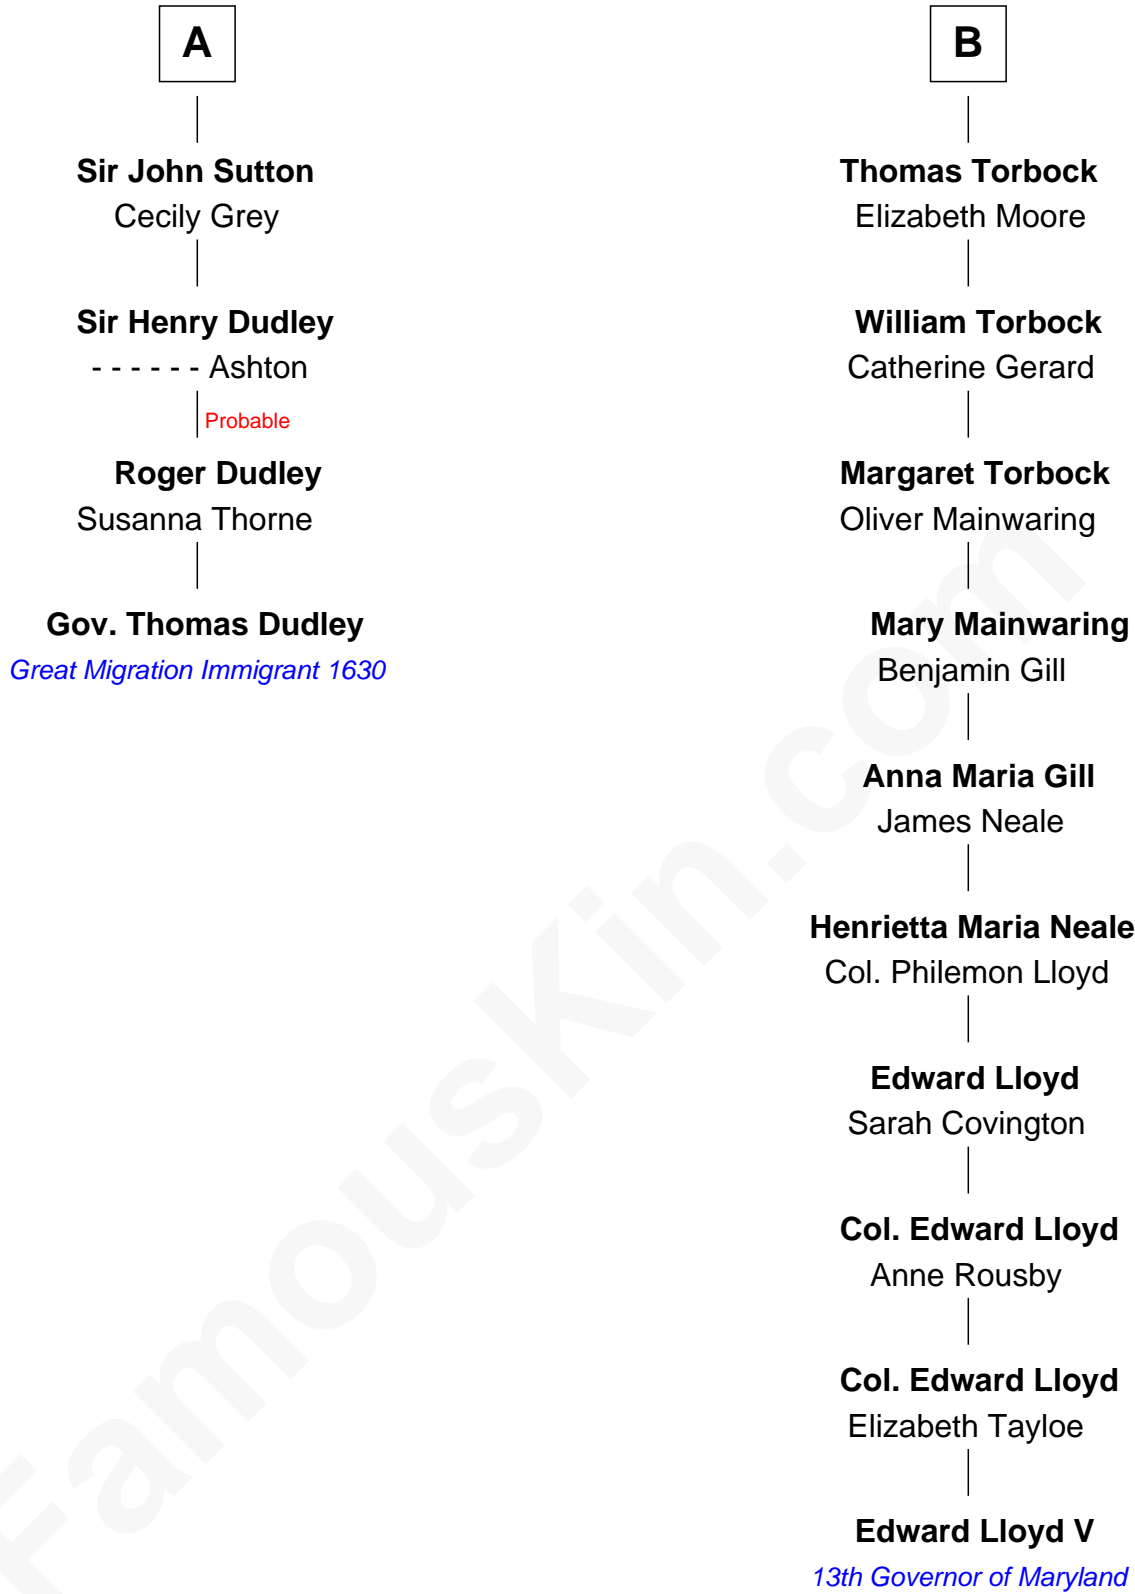 A
Sir John Sutton
Cecily Grey
Sir Henry Dudley
- - - - - - Ashton
Probable
Roger Dudley
Susanna Thorne
Gov. Thomas Dudley
Great Migration Immigrant 1630
B
Thomas Torbock
Elizabeth Moore
William Torbock
Catherine Gerard
Margaret Torbock
Oliver Mainwaring
Mary Mainwaring
Benjamin Gill
Anna Maria Gill
James Neale
Henrietta Maria Neale
Col. Philemon Lloyd
Edward Lloyd
Sarah Covington
Col. Edward Lloyd
Anne Rousby
Col. Edward Lloyd
Elizabeth Tayloe
Edward Lloyd V
13th Governor of Maryland
FamousKin.com